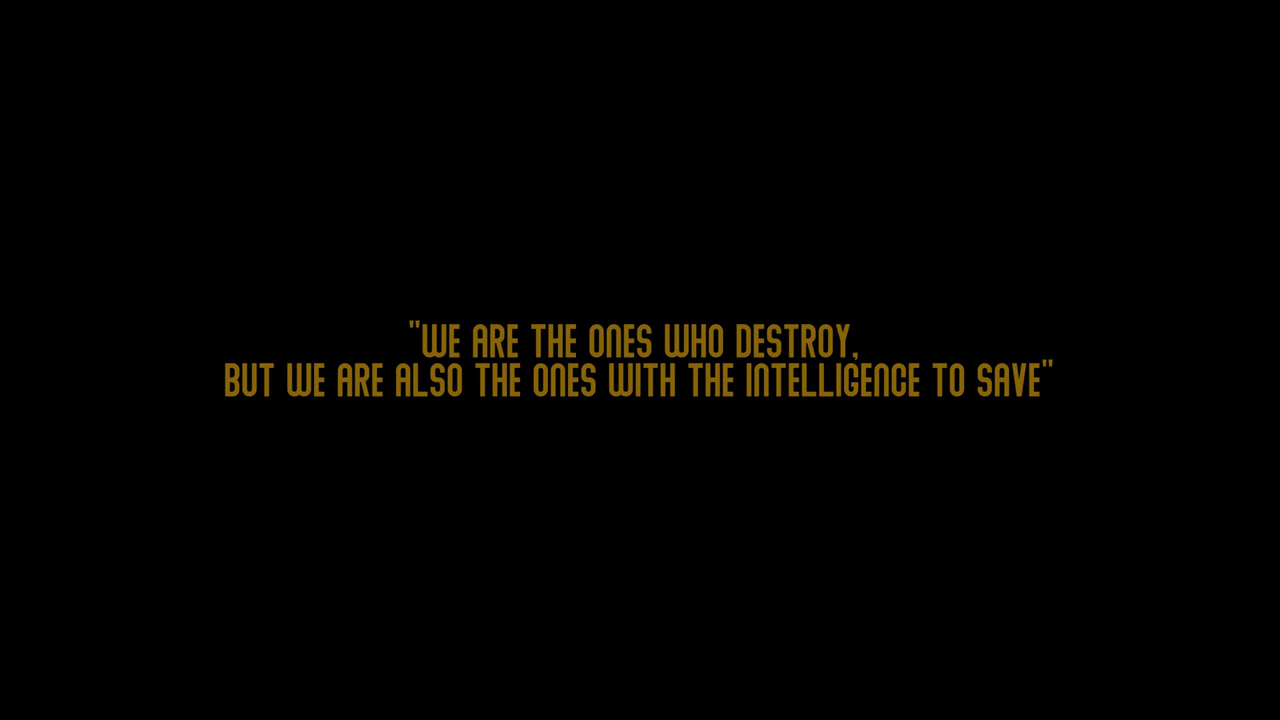 "WE ARE THE ONES WHO DESTROY,
BUT WE ARE ALSO THE ONES WITH THE INTELLIGENCE TO SAVE"